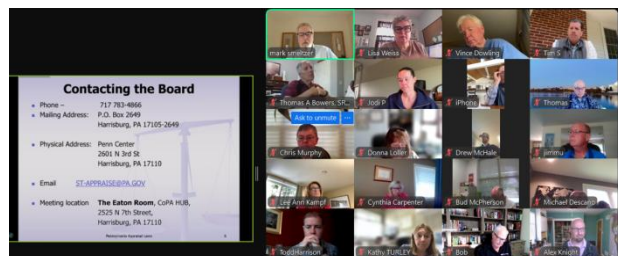 Contacting the Board
Phone – 717 783-4866
Mailing Address: P.O. Box 2649
Harrisburg, PA 17105-2649
Physical Address: Penn Center
2601 N 3rd St
Harrisburg, PA 17110
Email ST-APPRAISE@PA.GOV
Meeting location The Eaton Room, CoPA HUB,
2525 N 7th Street,
Harrisburg, PA 17110
mark smeltzer
Lisa Weiss
Vince Dowling
Tim S
Thomas A Bowers, SR...
Jodi P
iPhone
Thomas
Ask to unmute ...
Chris Murphy
Donna Loller
Drew McHale
jimmu
Lee Ann Kampf
Cynthia Carpenter
Bud McPherson
Michael Descano
ToddHarrison
Kathy TURLEY
Bob
Alex Knight